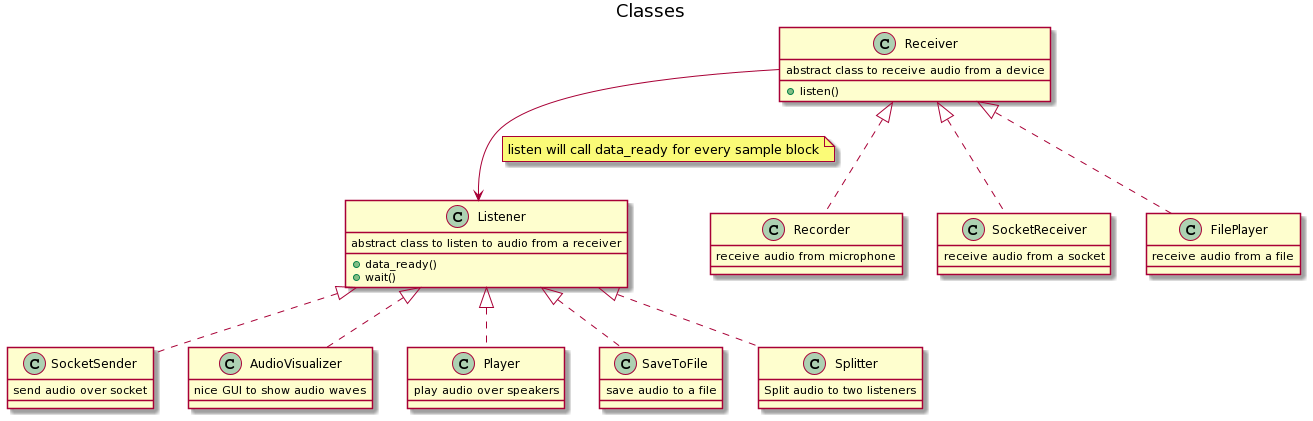 Classes
C Receiver
abstract class to receive audio from a device
listen()
listen will call data_ready for every sample block
C Listener
abstract class to listen to audio from a receiver
data_ready()
wait()
C Recorder
receive audio from microphone
C SocketReceiver
receive audio from a socket
C FilePlayer
receive audio from a file
C SocketSender
send audio over socket
C AudioVisualizer
nice GUI to show audio waves
C Player
play audio over speakers
C SaveToFile
save audio to a file
C Splitter
Split audio to two listeners